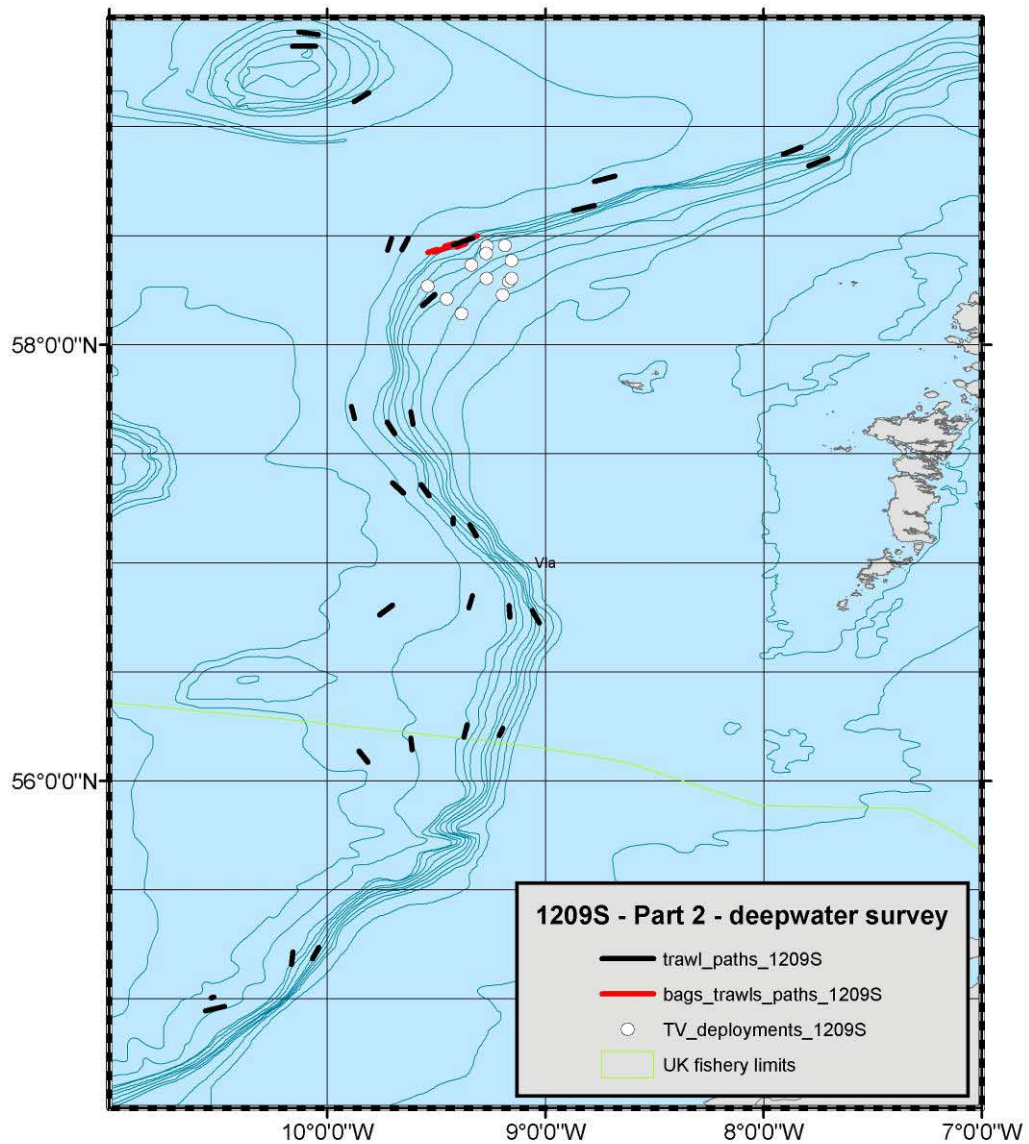 VIa
58°0'0"N
56°0'0"N
1209S - Part 2 - deepwater survey
trawl_paths_1209S
bags_trawls_paths_1209S
TV_deployments_1209S
UK fishery limits
10°0'0"W 9°0'0"W 8°0'0"W 7°0'0"W